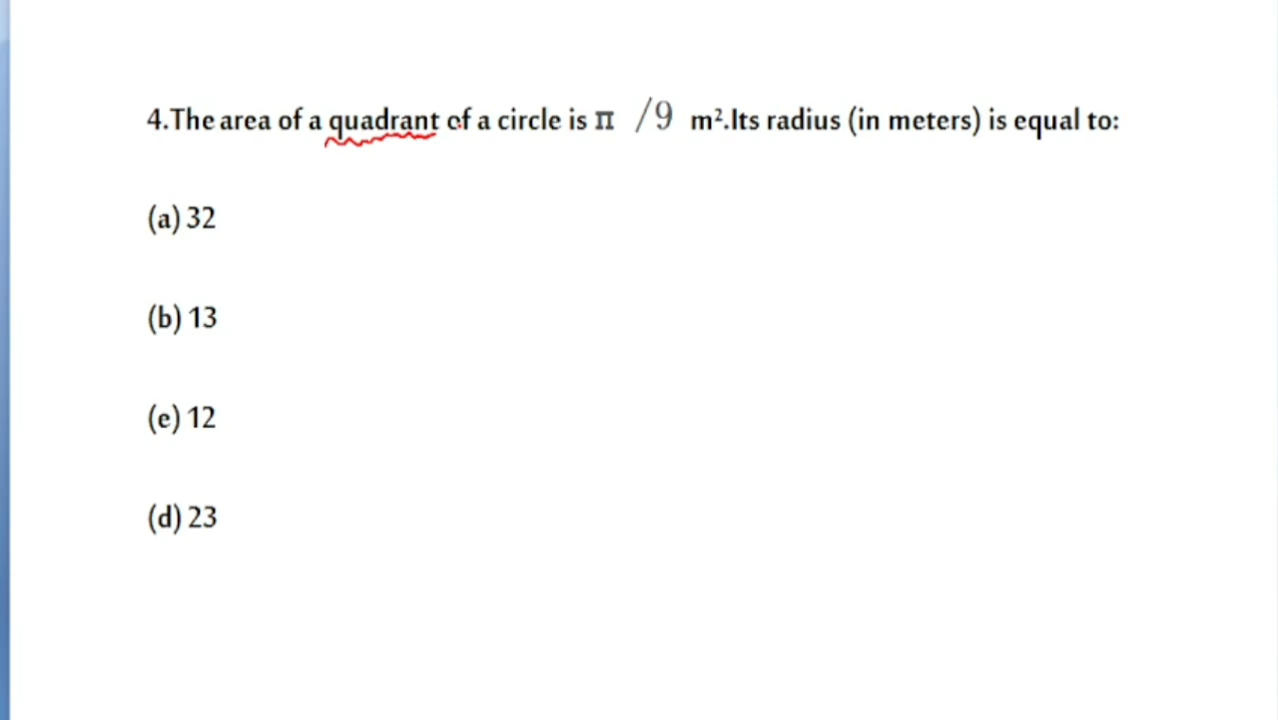 4.The area of a quadrant of a circle is π /9 m².Its radius (in meters) is equal to:
(a) 32
(b) 13
(e) 12
(d) 23